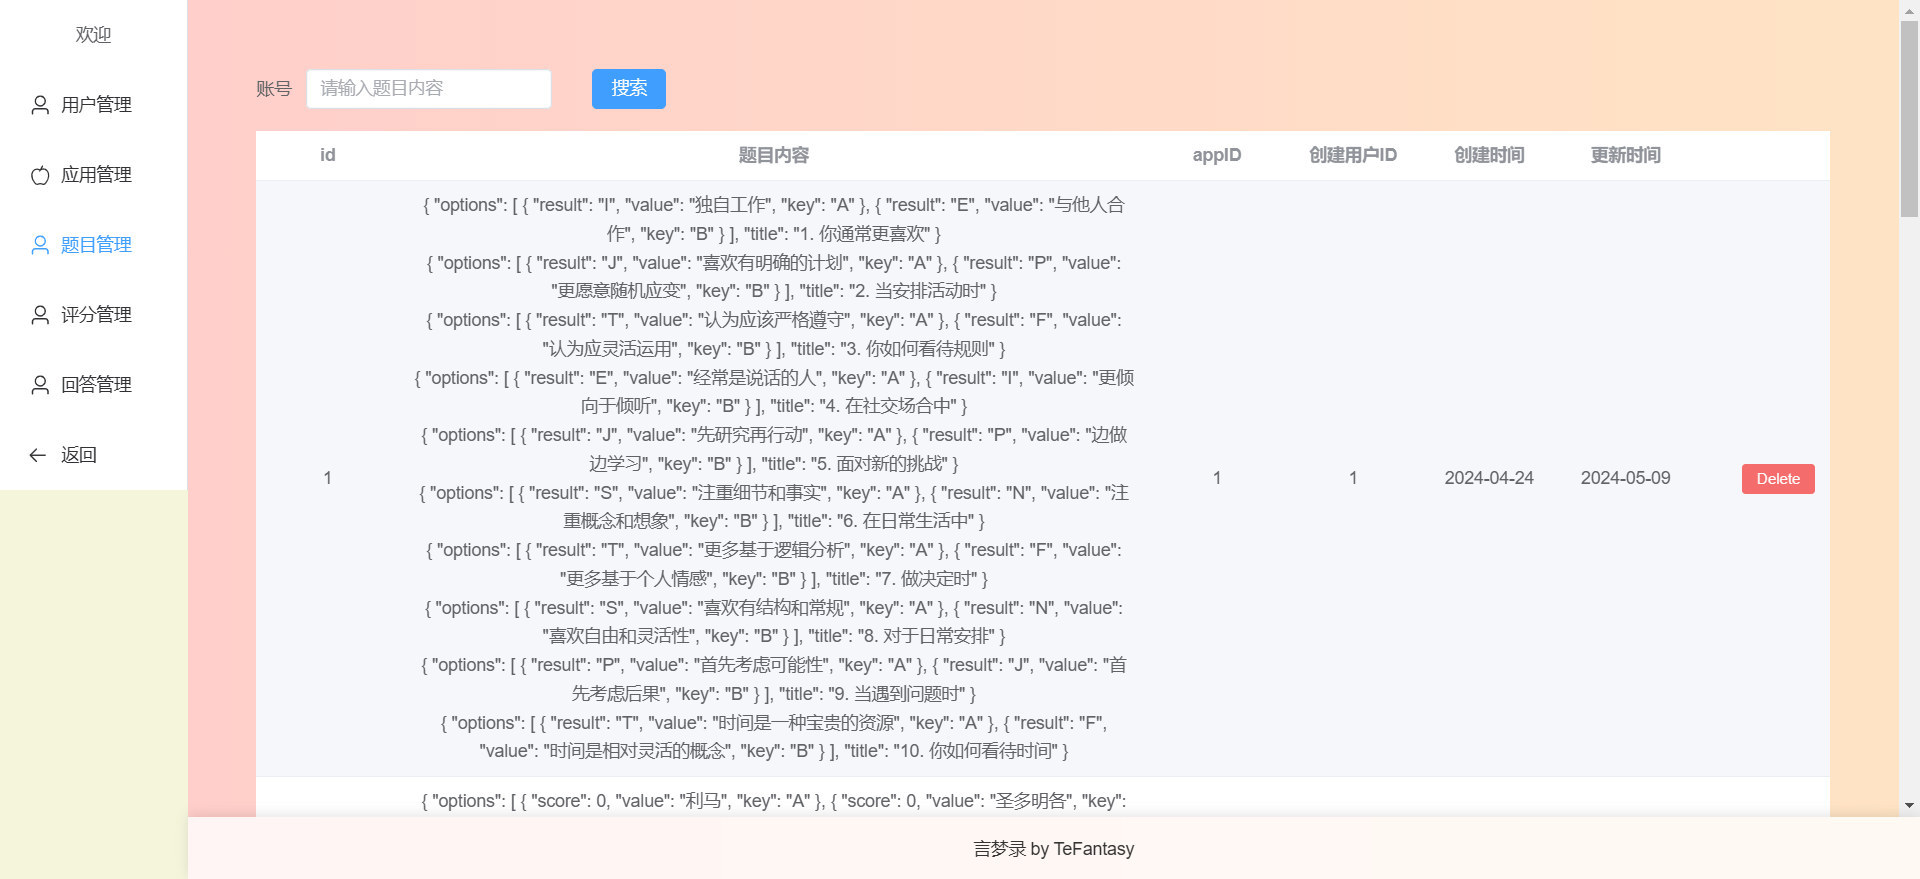 欢迎
用户管理
应用管理
题目管理
评分管理
回答管理
返回
账号 请输入题目内容 搜索
id 题目内容 appID 创建用户ID 创建时间 更新时间
{ "options": [ { "result": "I", "value": "独自工作", "key": "A" }, { "result": "E", "value": "与他人合
作", "key": "B" } ], "title": "1. 你通常更喜欢" }
{ "options": [ { "result": "J", "value": "喜欢有明确的计划", "key": "A" }, { "result": "P", "value":
"更愿意随机应变", "key": "B" } ], "title": "2. 当安排活动时" }
{ "options": [ { "result": "T", "value": "认为应该严格遵守", "key": "A" }, { "result": "F", "value":
"认为应灵活运用", "key": "B" } ], "title": "3. 你如何看待规则" }
{ "options": [ { "result": "E", "value": "经常是说话的人", "key": "A" }, { "result": "I", "value": "更倾
向于倾听", "key": "B" } ], "title": "4. 在社交场合中" }
{ "options": [ { "result": "J", "value": "先研究再行动", "key": "A" }, { "result": "P", "value": "边做
边学习", "key": "B" } ], "title": "5. 面对新的挑战" }
1 1 1 2024-04-24 2024-05-09 Delete
{ "options": [ { "result": "S", "value": "注重细节和事实", "key": "A" }, { "result": "N", "value": "注
重概念和想象", "key": "B" } ], "title": "6. 在日常生活中" }
{ "options": [ { "result": "T", "value": "更多基于逻辑分析", "key": "A" }, { "result": "F", "value":
"更多基于个人情感", "key": "B" } ], "title": "7. 做决定时" }
{ "options": [ { "result": "S", "value": "喜欢有结构和常规", "key": "A" }, { "result": "N", "value":
"喜欢自由和灵活性", "key": "B" } ], "title": "8. 对于日常安排" }
{ "options": [ { "result": "P", "value": "首先考虑可能性", "key": "A" }, { "result": "J", "value": "首
先考虑后果", "key": "B" } ], "title": "9. 当遇到问题时" }
{ "options": [ { "result": "T", "value": "时间是一种宝贵的资源", "key": "A" }, { "result": "F",
"value": "时间是相对灵活的概念", "key": "B" } ], "title": "10. 你如何看待时间" }
{ "options": [ { "score": 0, "value": "利马", "key": "A" }, { "score": 0, "value": "圣多明各", "key":
言梦录 by TeFantasy